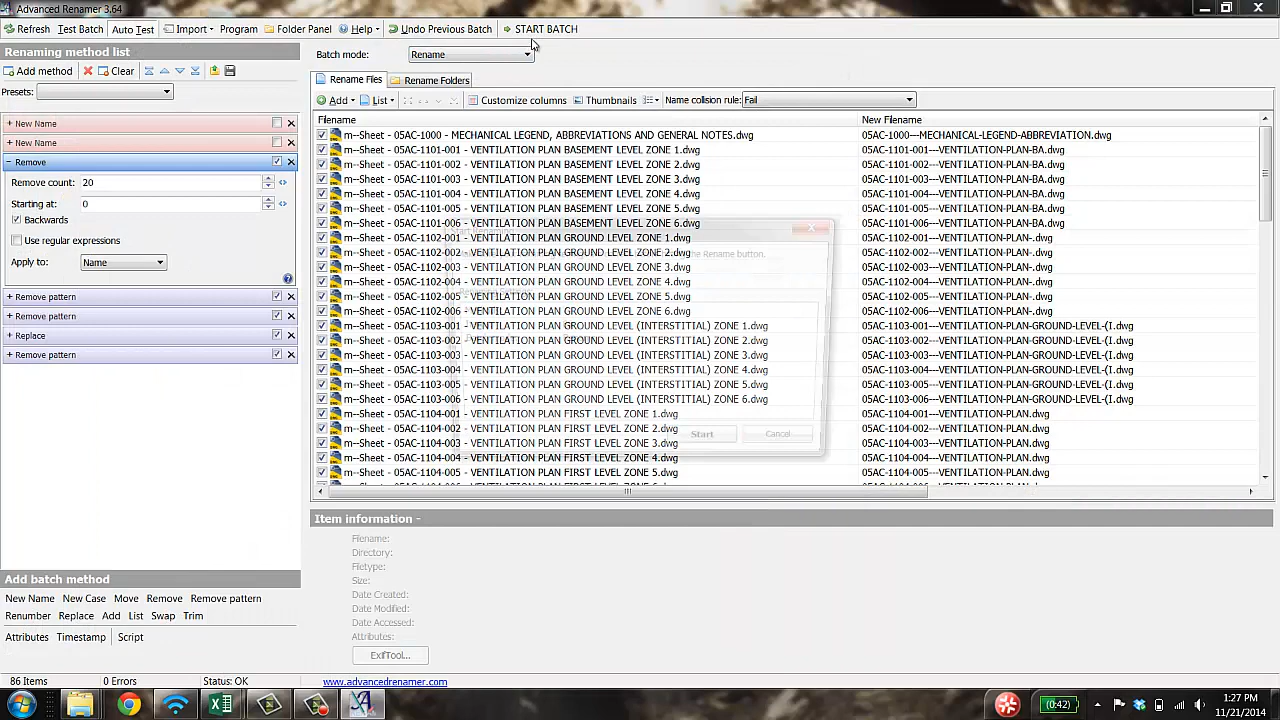 Advanced Renamer 3.64
Refresh Test Batch Auto Test Import Program Folder Panel Help Undo Previous Batch START BATCH
Renaming method list
Batch mode: Rename
Add method Clear
Rename Files Rename Folders
Presets:
Add List Customize columns Thumbnails Name collision rule: Fail
Filename New Filename
New Name
New Name
Remove
Remove count: 20
Starting at: 0
Backwards
Use regular expressions
Apply to: Name
Remove pattern
Remove pattern
Replace
Remove pattern
m--Sheet - 05AC-1000 - MECHANICAL LEGEND, ABBREVIATIONS AND GENERAL NOTES.dwg 05AC-1000---MECHANICAL-LEGEND-ABBREVIATION.dwg
m--Sheet - 05AC-1101-001 - VENTILATION PLAN BASEMENT LEVEL ZONE 1.dwg 05AC-1101-001---VENTILATION-PLAN-BA.dwg
m--Sheet - 05AC-1101-002 - VENTILATION PLAN BASEMENT LEVEL ZONE 2.dwg 05AC-1101-002---VENTILATION-PLAN-BA.dwg
m--Sheet - 05AC-1101-003 - VENTILATION PLAN BASEMENT LEVEL ZONE 3.dwg 05AC-1101-003---VENTILATION-PLAN-BA.dwg
m--Sheet - 05AC-1101-004 - VENTILATION PLAN BASEMENT LEVEL ZONE 4.dwg 05AC-1101-004---VENTILATION-PLAN-BA.dwg
m--Sheet - 05AC-1101-005 - VENTILATION PLAN BASEMENT LEVEL ZONE 5.dwg 05AC-1101-005---VENTILATION-PLAN-BA.dwg
m--Sheet - 05AC-1101-006 - VENTILATION PLAN BASEMENT LEVEL ZONE 6.dwg 05AC-1101-006---VENTILATION-PLAN-BA.dwg
m--Sheet - 05AC-1102-001 - VENTILATION PLAN GROUND LEVEL ZONE 1.dwg 05AC-1102-001---VENTILATION-PLAN-.dwg
m--Sheet - 05AC-1102-002 - VENTILATION PLAN GROUND LEVEL ZONE 2.dwg 05AC-1102-002---VENTILATION-PLAN-.dwg
m--Sheet - 05AC-1102-003 - VENTILATION PLAN GROUND LEVEL ZONE 3.dwg 05AC-1102-003---VENTILATION-PLAN-.dwg
m--Sheet - 05AC-1102-004 - VENTILATION PLAN GROUND LEVEL ZONE 4.dwg 05AC-1102-004---VENTILATION-PLAN-.dwg
m--Sheet - 05AC-1102-005 - VENTILATION PLAN GROUND LEVEL ZONE 5.dwg 05AC-1102-005---VENTILATION-PLAN-.dwg
m--Sheet - 05AC-1102-006 - VENTILATION PLAN GROUND LEVEL ZONE 6.dwg 05AC-1102-006---VENTILATION-PLAN-.dwg
m--Sheet - 05AC-1103-001 - VENTILATION PLAN GROUND LEVEL (INTERSTITIAL) ZONE 1.dwg 05AC-1103-001---VENTILATION-PLAN-GROUND-LEVEL-(I.dwg
m--Sheet - 05AC-1103-002 - VENTILATION PLAN GROUND LEVEL (INTERSTITIAL) ZONE 2.dwg 05AC-1103-002---VENTILATION-PLAN-GROUND-LEVEL-(I.dwg
m--Sheet - 05AC-1103-003 - VENTILATION PLAN GROUND LEVEL (INTERSTITIAL) ZONE 3.dwg 05AC-1103-003---VENTILATION-PLAN-GROUND-LEVEL-(I.dwg
m--Sheet - 05AC-1103-004 - VENTILATION PLAN GROUND LEVEL (INTERSTITIAL) ZONE 4.dwg 05AC-1103-004---VENTILATION-PLAN-GROUND-LEVEL-(I.dwg
m--Sheet - 05AC-1103-005 - VENTILATION PLAN GROUND LEVEL (INTERSTITIAL) ZONE 5.dwg 05AC-1103-005---VENTILATION-PLAN-GROUND-LEVEL-(I.dwg
m--Sheet - 05AC-1103-006 - VENTILATION PLAN GROUND LEVEL (INTERSTITIAL) ZONE 6.dwg 05AC-1103-006---VENTILATION-PLAN-GROUND-LEVEL-(I.dwg
m--Sheet - 05AC-1104-001 - VENTILATION PLAN FIRST LEVEL ZONE 1.dwg 05AC-1104-001---VENTILATION-PLAN.dwg
m--Sheet - 05AC-1104-002 - VENTILATION PLAN FIRST LEVEL ZONE 2.dwg 05AC-1104-002---VENTILATION-PLAN.dwg
m--Sheet - 05AC-1104-003 - VENTILATION PLAN FIRST LEVEL ZONE 3.dwg 05AC-1104-003---VENTILATION-PLAN.dwg
m--Sheet - 05AC-1104-004 - VENTILATION PLAN FIRST LEVEL ZONE 4.dwg 05AC-1104-004---VENTILATION-PLAN.dwg
m--Sheet - 05AC-1104-005 - VENTILATION PLAN FIRST LEVEL ZONE 5.dwg 05AC-1104-005---VENTILATION-PLAN.dwg
Start Renaming
the Rename button.
Start Cancel
Item information -
Filename:
Directory:
Filetype:
Size:
Date Created:
Date Modified:
Date Accessed:
Attributes:
ExifTool...
Add batch method
New Name New Case Move Remove Remove pattern
Renumber Replace Add List Swap Trim
Attributes Timestamp Script
86 Items 0 Errors Status: OK www.advancedrenamer.com
(0:42) 1:27 PM
11/21/2014